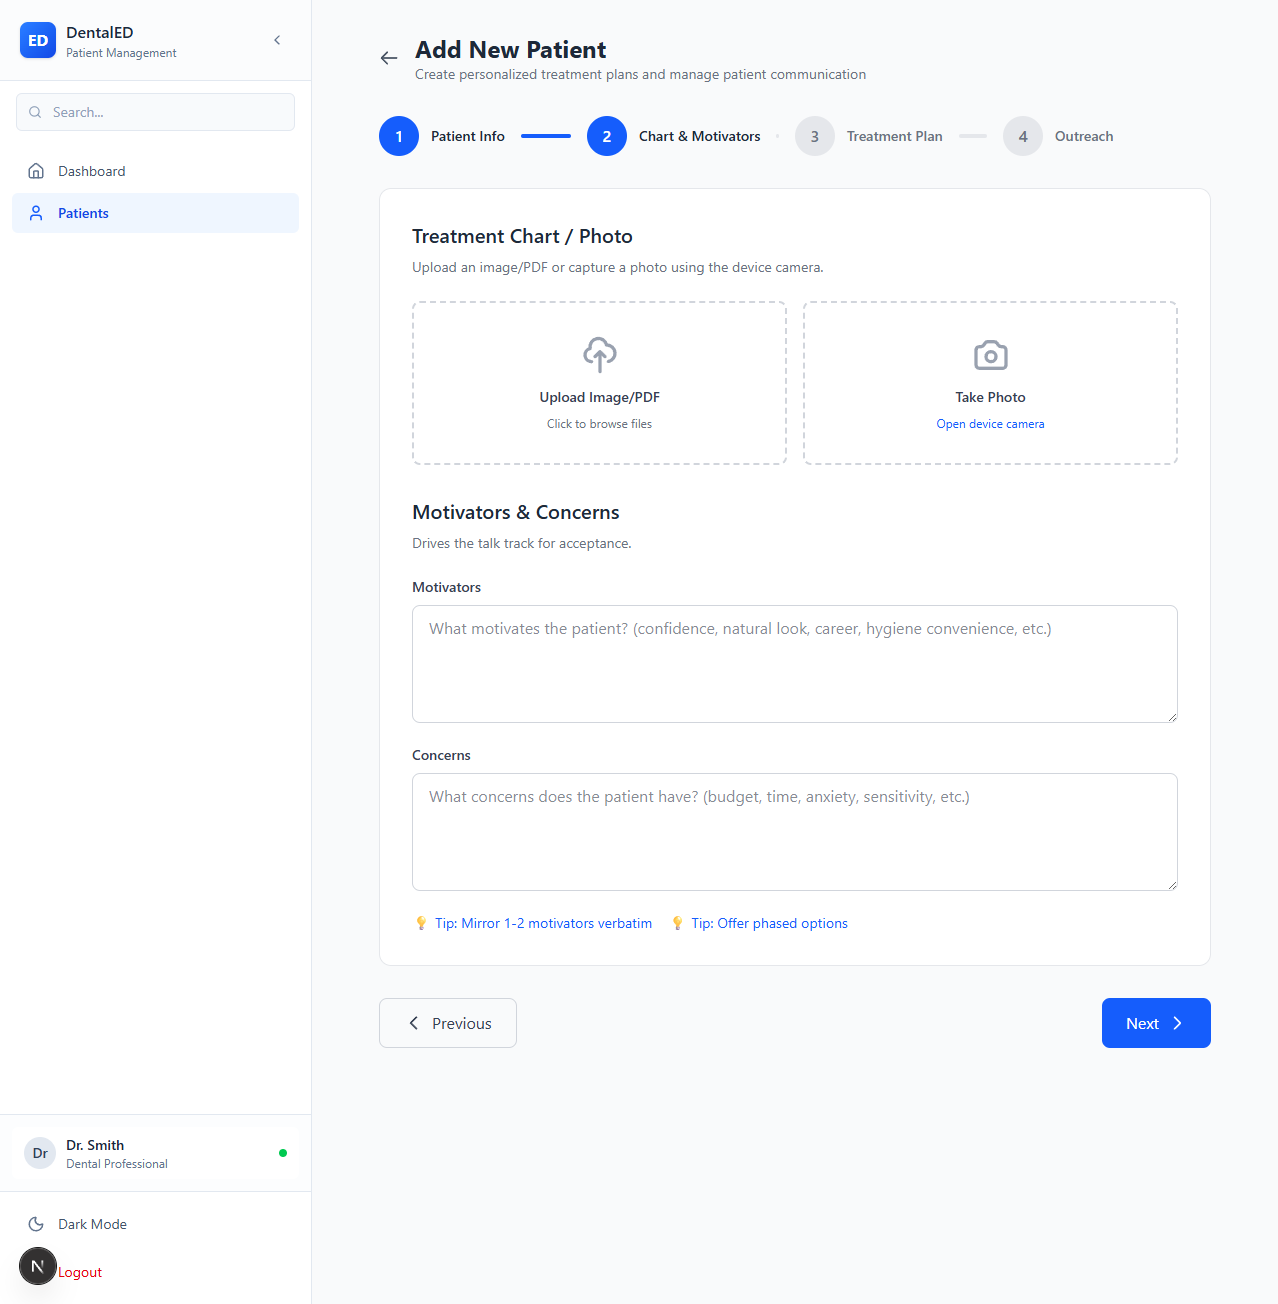 ED
DentalED
Patient Management
Search...
Dashboard
Patients
Dr
Dr. Smith
Dental Professional
Dark Mode
N
Logout
Add New Patient
Create personalized treatment plans and manage patient communication
1 Patient Info
2 Chart & Motivators
3 Treatment Plan
4 Outreach
Treatment Chart / Photo
Upload an image/PDF or capture a photo using the device camera.
Upload Image/PDF
Click to browse files
Take Photo
Open device camera
Motivators & Concerns
Drives the talk track for acceptance.
Motivators
What motivates the patient? (confidence, natural look, career, hygiene convenience, etc.)
Concerns
What concerns does the patient have? (budget, time, anxiety, sensitivity, etc.)
Tip: Mirror 1-2 motivators verbatim
Tip: Offer phased options
Previous
Next